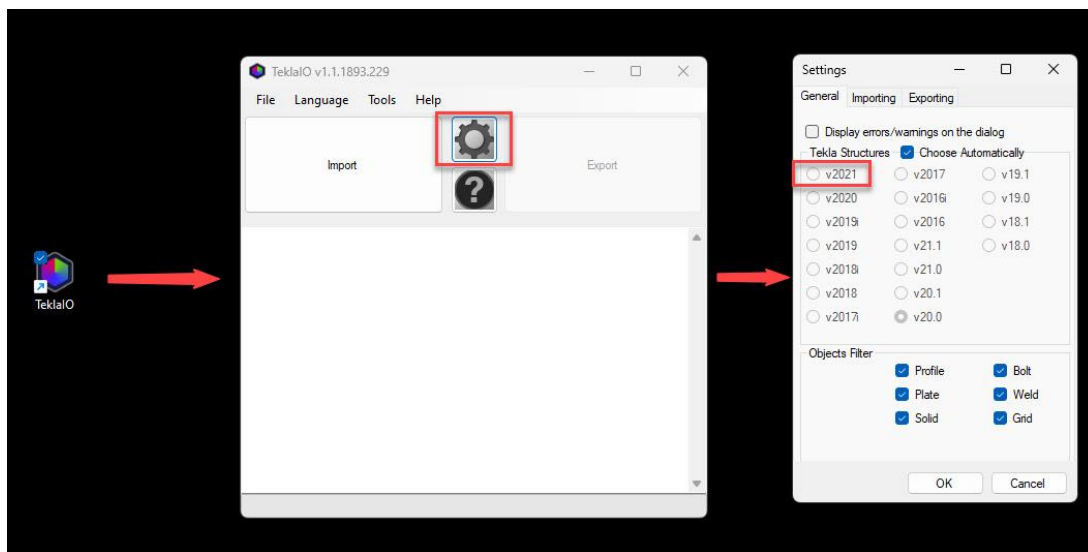 TeklaIO
TeklaIO v1.1.1893.229
File Language Tools Help
Import
?
Export
Settings
General Importing Exporting
Display errors/warnings on the dialog
Tekla Structures Choose Automatically
v2021 v2017 v19.1
v2020 v2016i v19.0
v2019i v2016 v18.1
v2019 v21.1 v18.0
v2018i v21.0
v2018 v20.1
v2017i v20.0
Objects Filter
Profile Bolt
Plate Weld
Solid Grid
OK Cancel